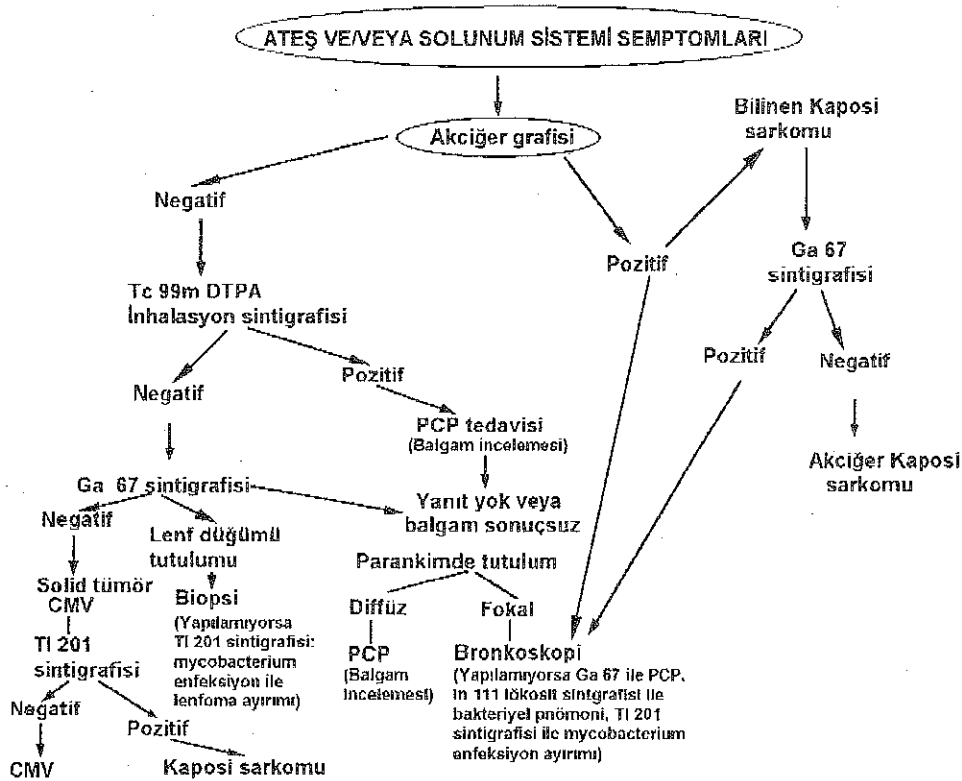 ATEŞ VE/VEYA SOLUNUM SİSTEMİ SEMPTOMLARI
Akciğer grafisi
Bilinen Kaposi
sarkomu
Negatif
Pozitif
Ga 67
sintigrafisi
Tc 99m DTPA
İnhalasyon sintigrafisi
Pozitif
Negatif
Negatif
Pozitif
PCP tedavisi
(Balgam incelemesi)
Akciğer Kaposi
sarkomu
Ga 67 sintigrafisi
Yanıt yok veya
balgam sonuçsuz
Negatif
Lenf düğümü
tutulumu
Parankimde tutulum
Solid tümör
CMV
Biopsi
(Yapılamıyorsa
Tl 201 sintigrafisi:
mycobacterium
enfeksiyon ile
lenfoma ayırımı)
Diffüz
Fokal
PCP
(Balgam
incelemesi)
Bronkoskopi
(Yapılamıyorsa Ga 67 ile PCP,
in 111 lökosit sintgrafisi ile
bakteriyel pnömoni, Tl 201
sintigrafisi ile mycobacterium
enfeksiyon ayırımı)
Tl 201
sintigrafisi
Negatif
Pozitif
CMV
Kaposi sarkomu